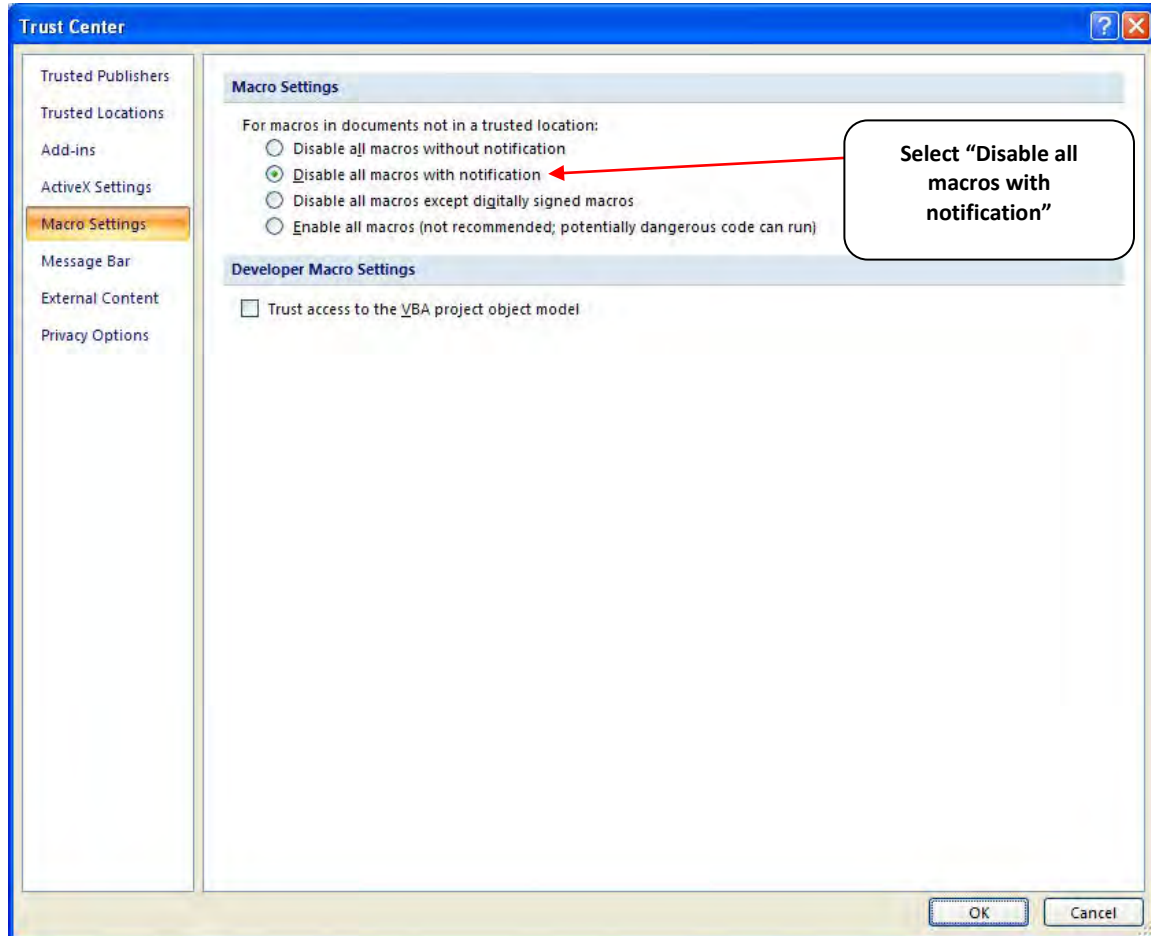 Trust Center
Trusted Publishers
Trusted Locations
Add-ins
ActiveX Settings
Macro Settings
Message Bar
External Content
Privacy Options
Macro Settings
For macros in documents not in a trusted location:
Disable all macros without notification
Disable all macros with notification
Disable all macros except digitally signed macros
Enable all macros (not recommended; potentially dangerous code can run)
Select “Disable all
macros with
notification”
Developer Macro Settings
Trust access to the VBA project object model
OK
Cancel